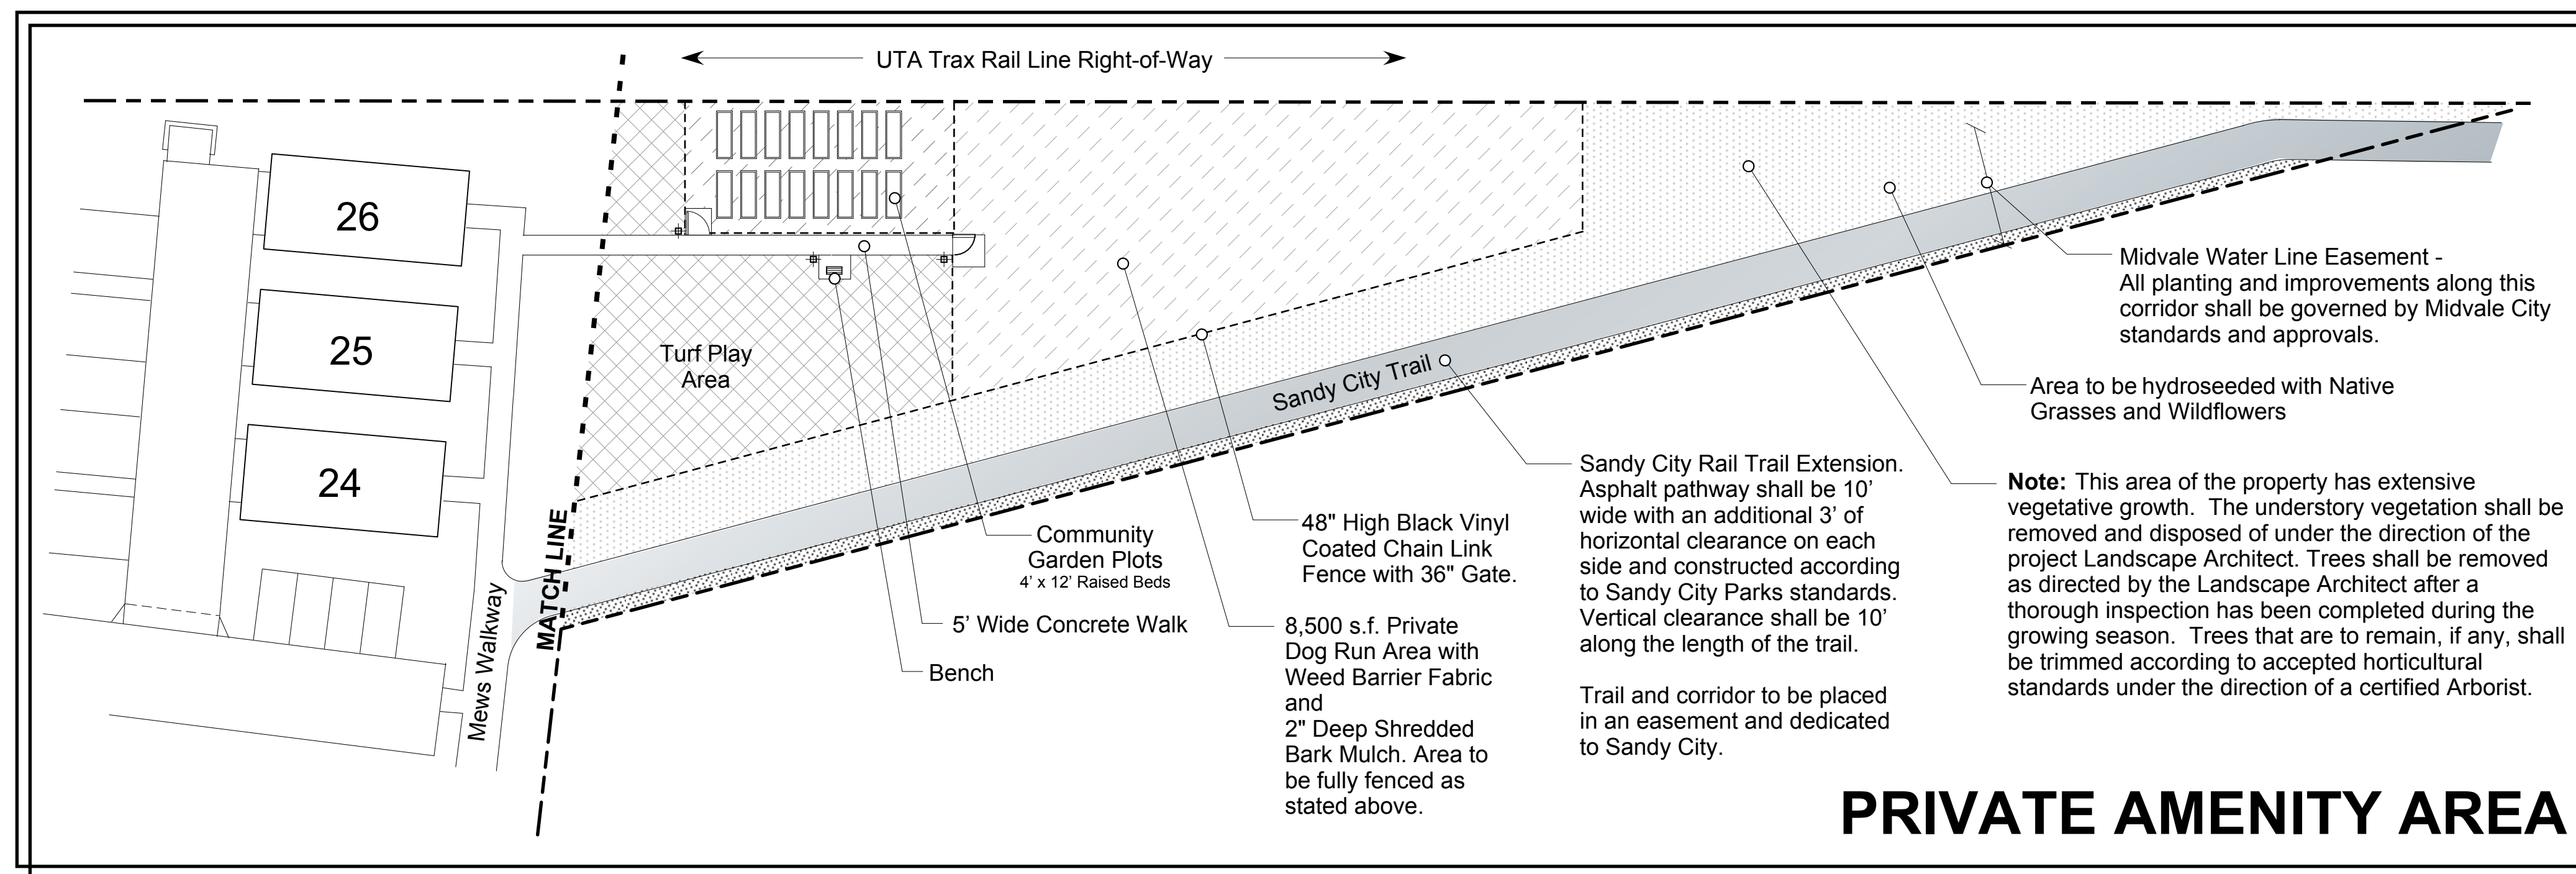 UTA Trax Rail Line Right-of-Way
26
25
24
Turf Play
Area
Mews Walkway
MATCH LINE
Sandy City Trail
Community
Garden Plots
4' x 12' Raised Beds
5' Wide Concrete Walk
Bench
48" High Black Vinyl
Coated Chain Link
Fence with 36" Gate.
8,500 s.f. Private
Dog Run Area with
Weed Barrier Fabric
and
2" Deep Shredded
Bark Mulch. Area to
be fully fenced as
stated above.
Sandy City Rail Trail Extension.
Asphalt pathway shall be 10'
wide with an additional 3' of
horizontal clearance on each
side and constructed according
to Sandy City Parks standards.
Vertical clearance shall be 10'
along the length of the trail.
Trail and corridor to be placed
in an easement and dedicated
to Sandy City.
Midvale Water Line Easement -
All planting and improvements along this
corridor shall be governed by Midvale City
standards and approvals.
Area to be hydroseeded with Native
Grasses and Wildflowers
Note: This area of the property has extensive
vegetative growth. The understory vegetation shall be
removed and disposed of under the direction of the
project Landscape Architect. Trees shall be removed
as directed by the Landscape Architect after a
thorough inspection has been completed during the
growing season. Trees that are to remain, if any, shall
be trimmed according to accepted horticultural
standards under the direction of a certified Arborist.
PRIVATE AMENITY AREA